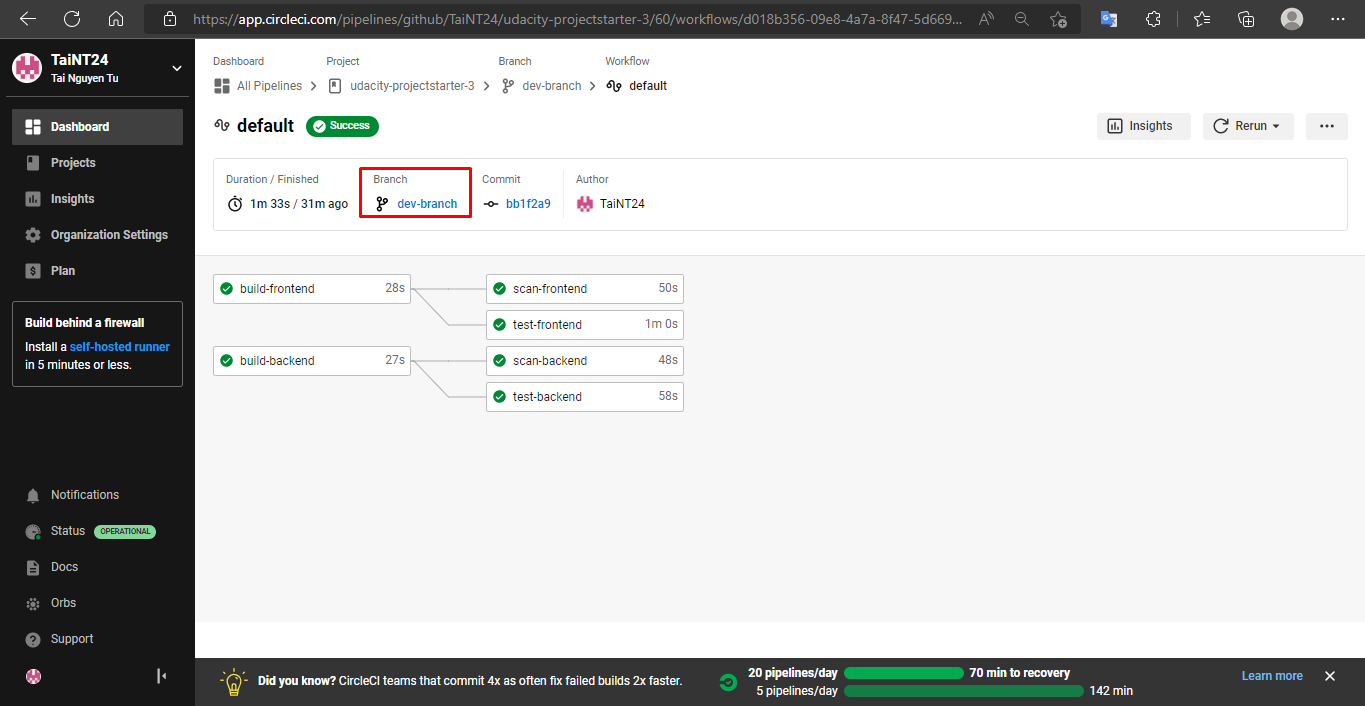 https://app.circleci.com/pipelines/github/TaiNT24/udacity-projectstarter-3/60/workflows/d018b356-09e8-4a7a-8f47-5d669...
TaiNT24
Tai Nguyen Tu
Dashboard
Projects
Insights
Organization Settings
Plan
Build behind a firewall
Install a self-hosted runner
in 5 minutes or less.
Notifications
Status OPERATIONAL
Docs
Orbs
Support
Dashboard Project Branch Workflow
All Pipelines udacity-projectstarter-3 dev-branch default
default Success
Insights Rerun
Duration / Finished Branch Commit Author
1m 33s / 31m ago dev-branch bb1f2a9 TaiNT24
build-frontend 28s scan-frontend 50s
test-frontend 1m 0s
build-backend 27s scan-backend 48s
test-backend 58s
Did you know? CircleCI teams that commit 4x as often fix failed builds 2x faster.
20 pipelines/day 70 min to recovery
5 pipelines/day 142 min
Learn more